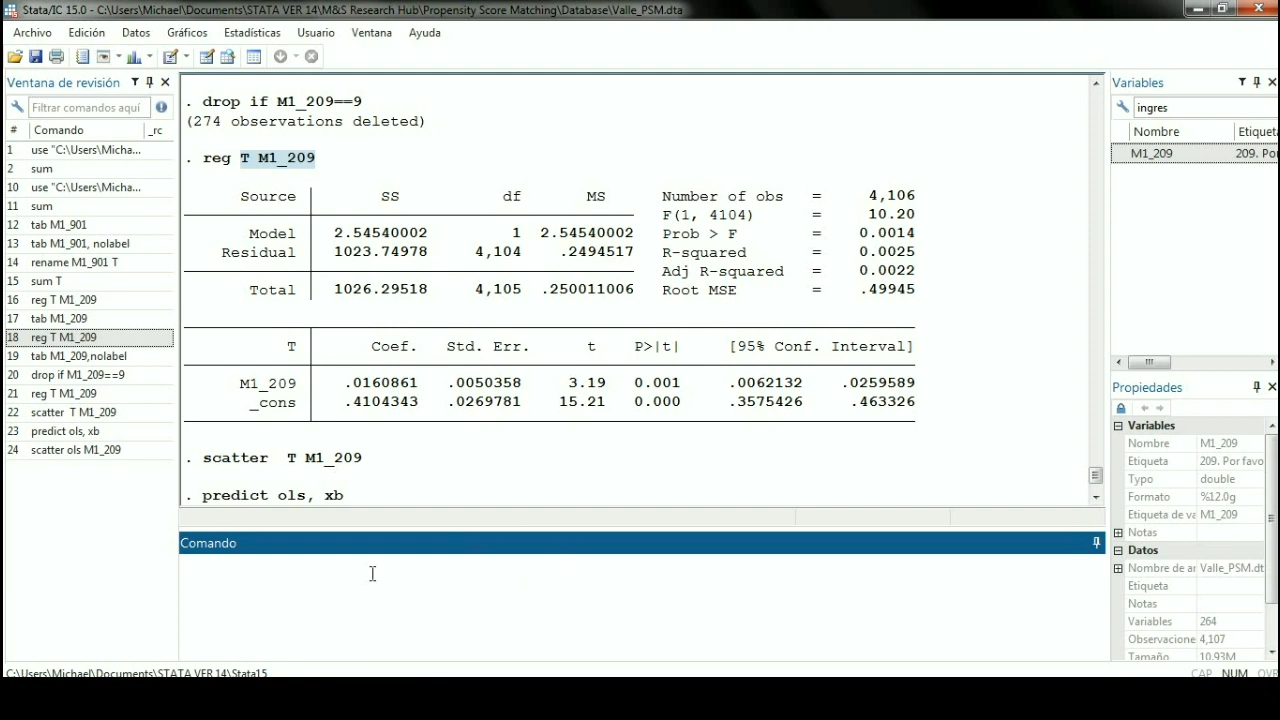 Stata/IC 15.0 - C:\Users\Michael\Documents\STATA VER 14\M&S Research Hub\Propensity Score Matching\Database\Valle_PSM.dta
Archivo Edición Datos Gráficos Estadísticas Usuario Ventana Ayuda
Ventana de revisión
Filtrar comandos aquí
# Comando _rc
1 use "C:\Users\Micha...
2 sum
10 use "C:\Users\Micha...
11 sum
12 tab M1_901
13 tab M1_901, nolabel
14 rename M1_901 T
15 sum T
16 reg T M1_209
17 tab M1_209
18 reg T M1_209
19 tab M1_209,nolabel
20 drop if M1_209==9
21 reg T M1_209
22 scatter T M1_209
23 predict ols, xb
24 scatter ols M1_209
. drop if M1_209==9
(274 observations deleted)
. reg T M1_209
Source SS df MS Number of obs = 4,106
F(1, 4104) = 10.20
Model 2.54540002 1 2.54540002 Prob > F = 0.0014
Residual 1023.74978 4,104 .2494517 R-squared = 0.0025
Adj R-squared = 0.0022
Total 1026.29518 4,105 .250011006 Root MSE = .49945
T Coef. Std. Err. t P>|t| [95% Conf. Interval]
M1_209 .0160861 .0050358 3.19 0.001 .0062132 .0259589
_cons .4104343 .0269781 15.21 0.000 .3575426 .463326
. scatter  T M1_209
. predict ols, xb
Comando
Variables
ingres
Nombre Etiqueta
M1_209 209. Po
Propiedades
Variables
Nombre M1_209
Etiqueta 209. Por favo
Typo double
Formato %12.0g
Etiqueta de va M1_209
Notas
Datos
Nombre de ar Valle_PSM.dt
Etiqueta
Notas
Variables 264
Observacione 4,107
Tamaño 10.93M
C:\Users\Michael\Documents\STATA VER 14\Stata15
CAP NUM OVR